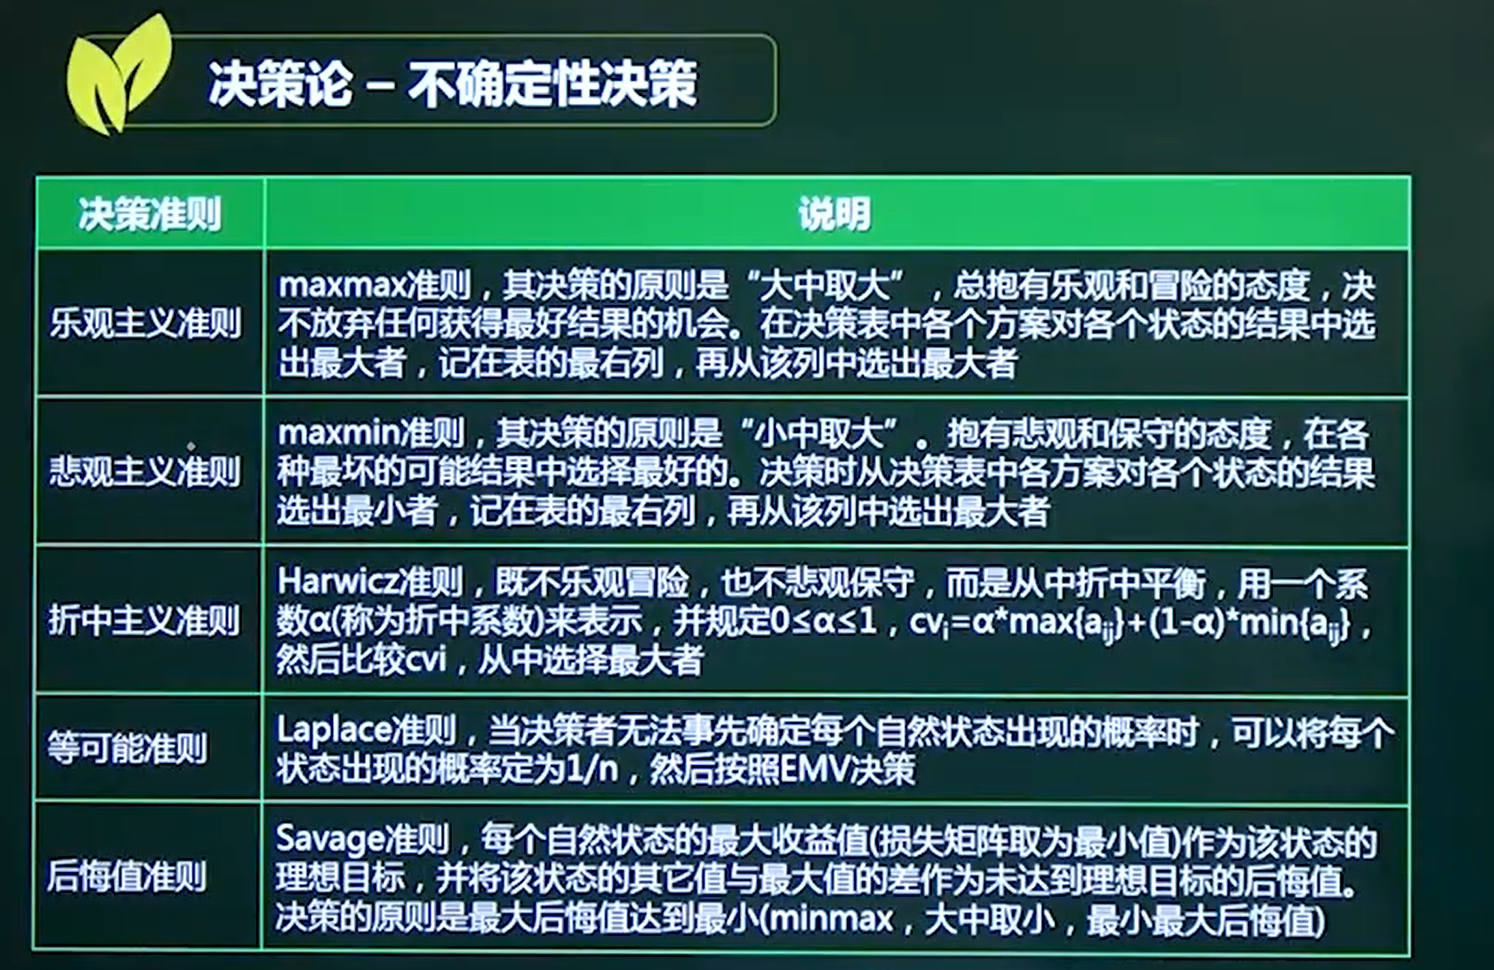 决策论 – 不确定性决策
决策准则
说明
乐观主义准则
maxmax准则，其决策的原则是“大中取大”，总抱有乐观和冒险的态度，决
不放弃任何获得最好结果的机会。在决策表中各个方案对各个状态的结果中选
出最大者，记在表的最右列，再从该列中选出最大者
悲观主义准则
maxmin准则，其决策的原则是“小中取大”。抱有悲观和保守的态度，在各
种最坏的可能结果中选择最好的。决策时从决策表中各方案对各个状态的结果
选出最小者，记在表的最右列，再从该列中选出最大者
折中主义准则
Harwicz准则，既不乐观冒险，也不悲观保守，而是从中折中平衡，用一个系
数α(称为折中系数)来表示，并规定0≤α≤1，cvᵢ=α*max{aᵢⱼ}+(1-α)*min{aᵢⱼ}，
然后比较cvi，从中选择最大者
等可能准则
Laplace准则，当决策者无法事先确定每个自然状态出现的概率时，可以将每个
状态出现的概率定为1/n，然后按照EMV决策
后悔值准则
Savage准则，每个自然状态的最大收益值(损失矩阵取为最小值)作为该状态的
理想目标，并将该状态的其它值与最大值的差作为未达到理想目标的后悔值。
决策的原则是最大后悔值达到最小(minmax，大中取小，最小最大后悔值)